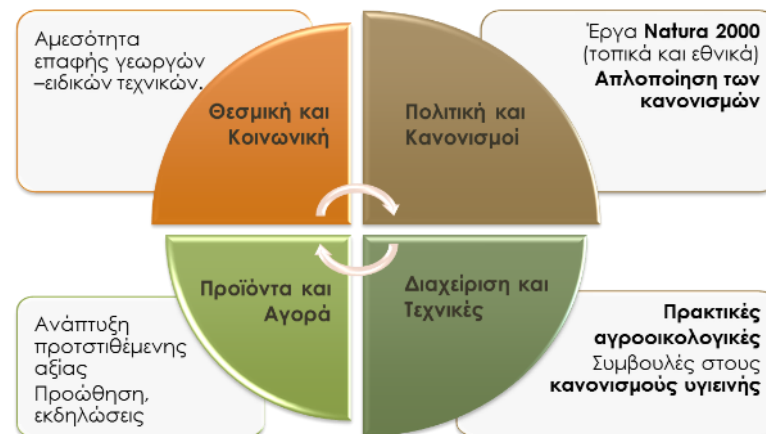 Αμεσότητα
επαφής γεωργών
–ειδικών τεχνικών.
Θεσμική και
Κοινωνική
Πολιτική και
Κανονισμοί
Έργα Natura 2000
(τοπικά και εθνικά)
Απλοποίηση των
κανονισμών
Προϊόντα και
Αγορά
Διαχείριση και
Τεχνικές
Ανάπτυξη
προτστιθέμενης
αξίας
Προώθηση,
εκδηλώσεις
Πρακτικές
αγροοικολογικές
Συμβουλές στους
κανονισμούς υγιεινής